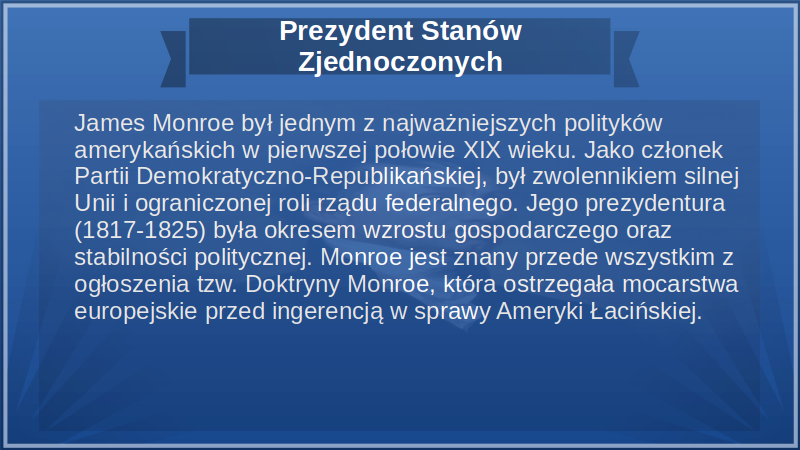 Prezydent Stanów
Zjednoczonych
James Monroe był jednym z najważniejszych polityków
amerykańskich w pierwszej połowie XIX wieku. Jako członek
Partii Demokratyczno-Republikańskiej, był zwolennikiem silnej
Unii i ograniczonej roli rządu federalnego. Jego prezydentura
(1817-1825) była okresem wzrostu gospodarczego oraz
stabilności politycznej. Monroe jest znany przede wszystkim z
ogłoszenia tzw. Doktryny Monroe, która ostrzegała mocarstwa
europejskie przed ingerencją w sprawy Ameryki Łacińskiej.